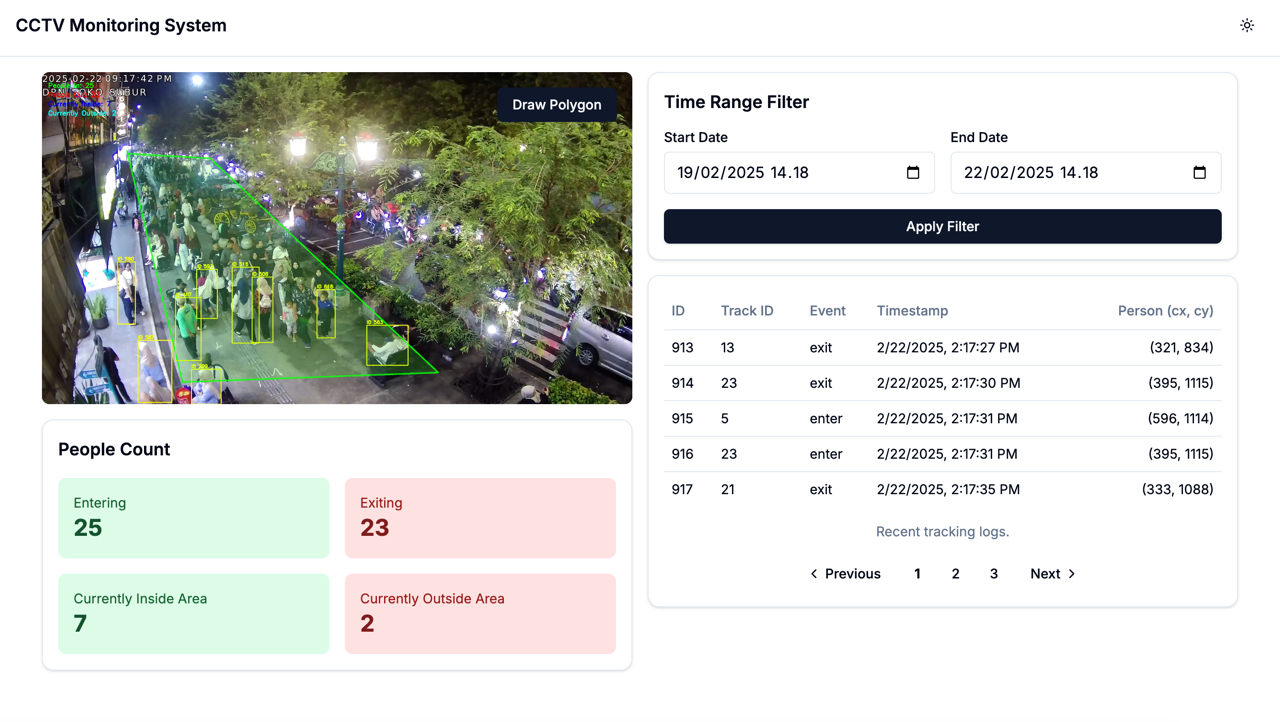 CCTV Monitoring System
2025-02-22 09:17:42 PM
Draw Polygon
Currently Inside: 7
Currently Outside: 2
Time Range Filter
Start Date
End Date
19/02/2025 14.18
22/02/2025 14.18
Apply Filter
ID Track ID Event Timestamp Person (cx, cy)
913 13 exit 2/22/2025, 2:17:27 PM (321, 834)
914 23 exit 2/22/2025, 2:17:30 PM (395, 1115)
915 5 enter 2/22/2025, 2:17:31 PM (596, 1114)
916 23 enter 2/22/2025, 2:17:31 PM (395, 1115)
917 21 exit 2/22/2025, 2:17:35 PM (333, 1088)
Recent tracking logs.
Previous 1 2 3 Next
People Count
Entering
25
Exiting
23
Currently Inside Area
7
Currently Outside Area
2